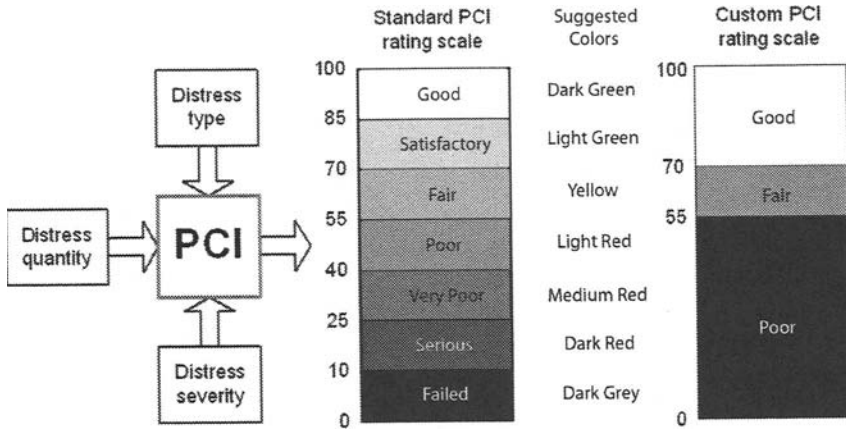 Standard PCI
rating scale
Suggested
Colors
Custom PCI
rating scale
Distress
type
Distress
quantity
PCI
Distress
severity
100
Good
Dark Green
85
Satisfactory
Light Green
70
Fair
Yellow
55
Poor
Light Red
40
Very Poor
Medium Red
25
Serious
Dark Red
10
Failed
Dark Grey
0
100
Good
70
Fair
55
Poor
0